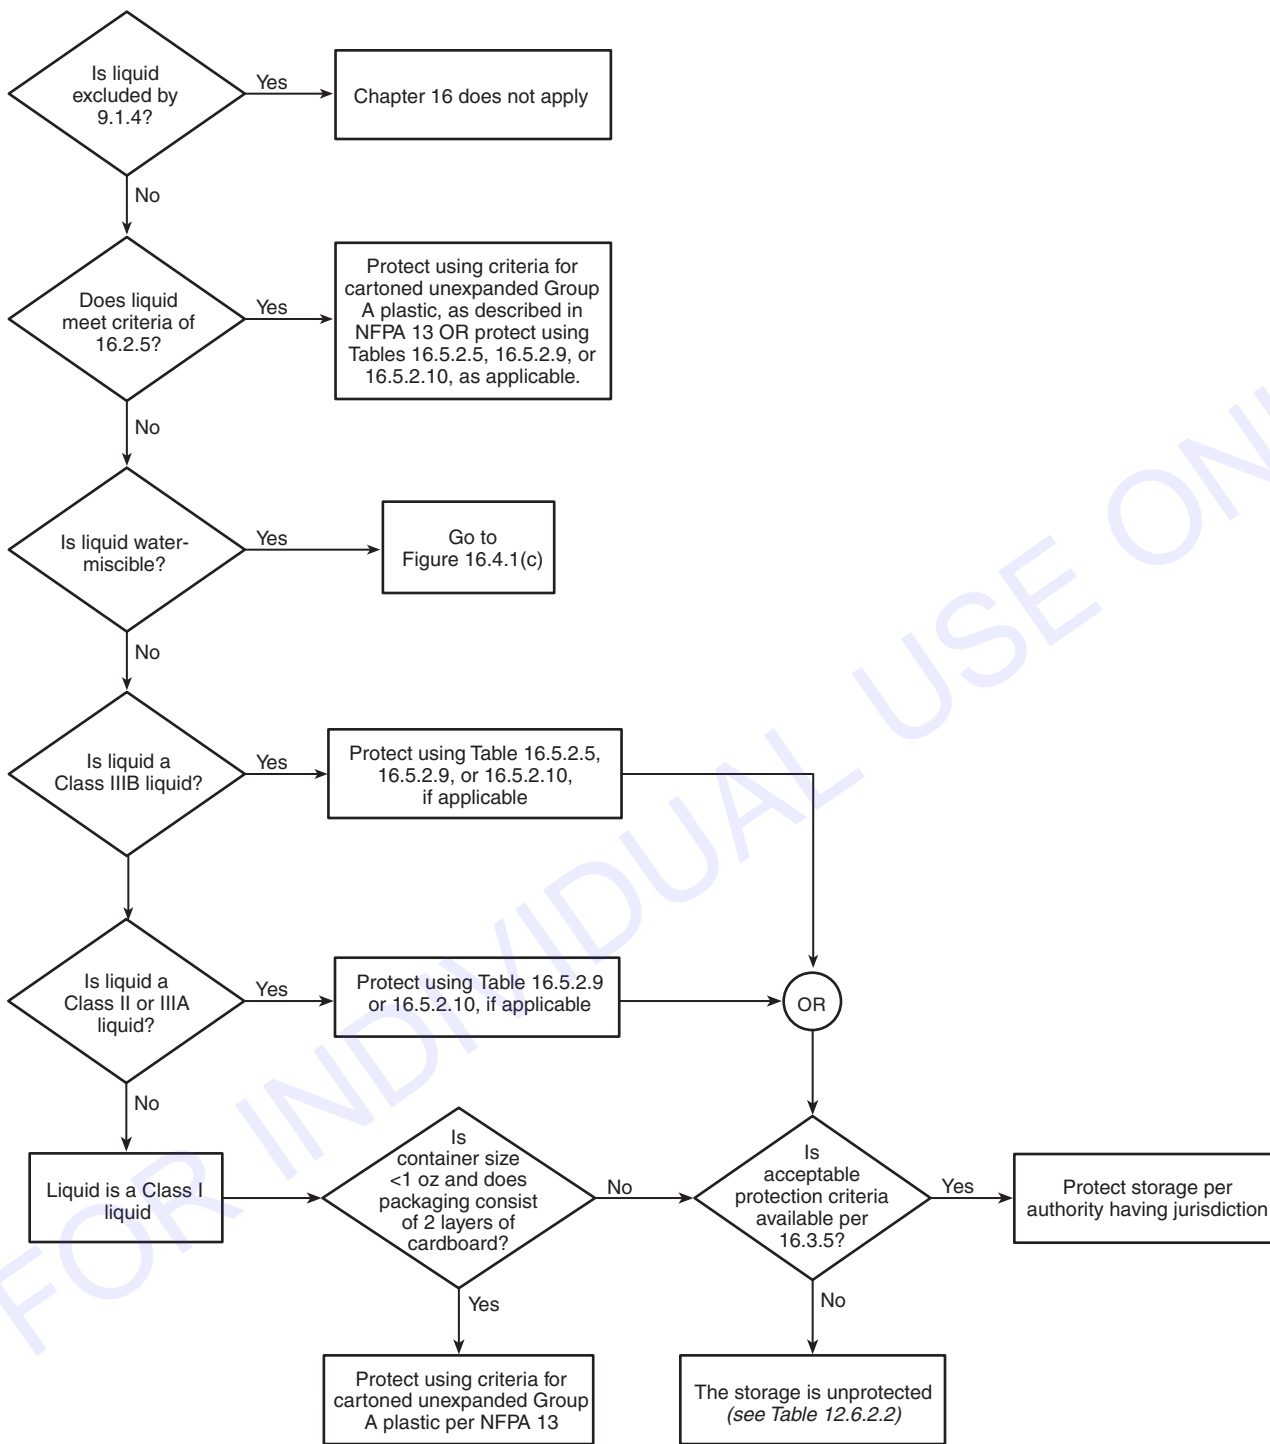 Is liquid
excluded by
9.1.4?
Yes
Chapter 16 does not apply
No
Does liquid
meet criteria of
16.2.5?
Yes
Protect using criteria for
cartoned unexpanded Group
A plastic, as described in
NFPA 13 OR protect using
Tables 16.5.2.5, 16.5.2.9, or
16.5.2.10, as applicable.
No
Is liquid water-
miscible?
Yes
Go to
Figure 16.4.1(c)
No
Is liquid a
Class IIIB liquid?
Yes
Protect using Table 16.5.2.5,
16.5.2.9, or 16.5.2.10,
if applicable
Is liquid a
Class II or IIIA
liquid?
Yes
Protect using Table 16.5.2.9
or 16.5.2.10, if applicable
OR
No
Liquid is a Class I
liquid
Is
container size
<1 oz and does
packaging consist
of 2 layers of
cardboard?
No
Is
acceptable
protection criteria
available per
16.3.5?
Yes
Protect storage per
authority having jurisdiction
Yes
Protect using criteria for
cartoned unexpanded Group
A plastic per NFPA 13
No
The storage is unprotected
(see Table 12.6.2.2)
FOR INDIVIDUAL USE